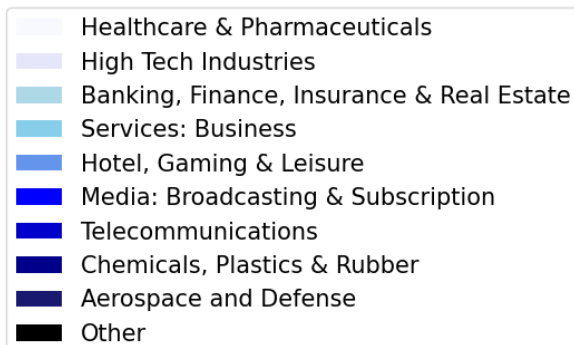 Healthcare & Pharmaceuticals
High Tech Industries
Banking, Finance, Insurance & Real Estate
Services: Business
Hotel, Gaming & Leisure
Media: Broadcasting & Subscription
Telecommunications
Chemicals, Plastics & Rubber
Aerospace and Defense
Other